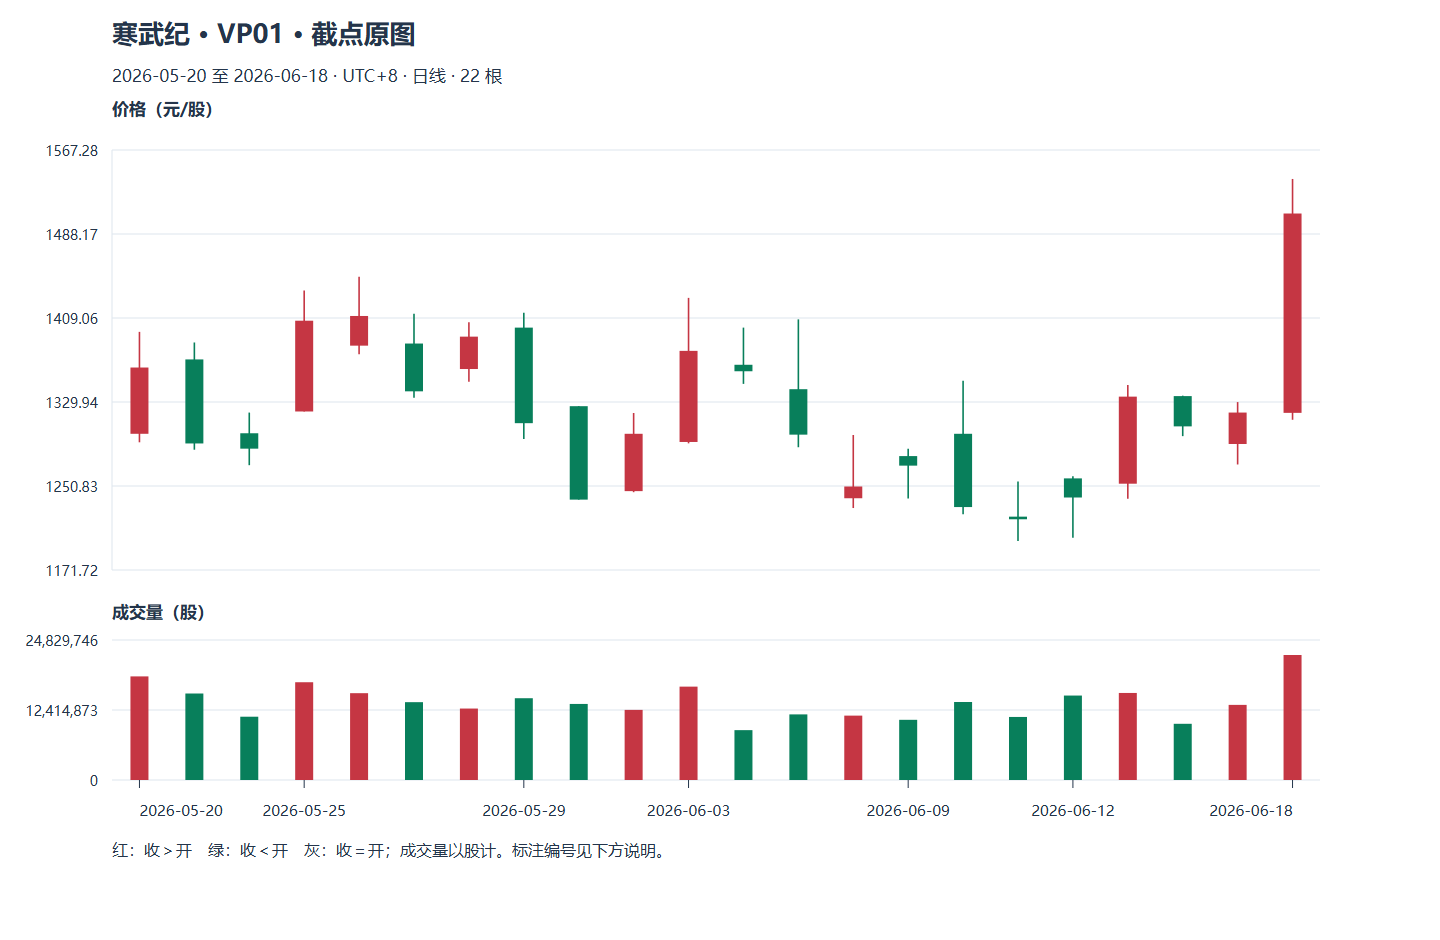 寒武纪 • VP01 • 截点原图
2026-05-20 至 2026-06-18 · UTC+8 · 日线 · 22 根
价格（元/股）
1567.28
1488.17
1409.06
1329.94
1250.83
1171.72
成交量（股）
24,829,746
12,414,873
0
2026-05-20 2026-05-25 2026-05-29 2026-06-03 2026-06-09 2026-06-12 2026-06-18
红：收 > 开 绿：收 < 开 灰：收 = 开；成交量以股计。标注编号见下方说明。